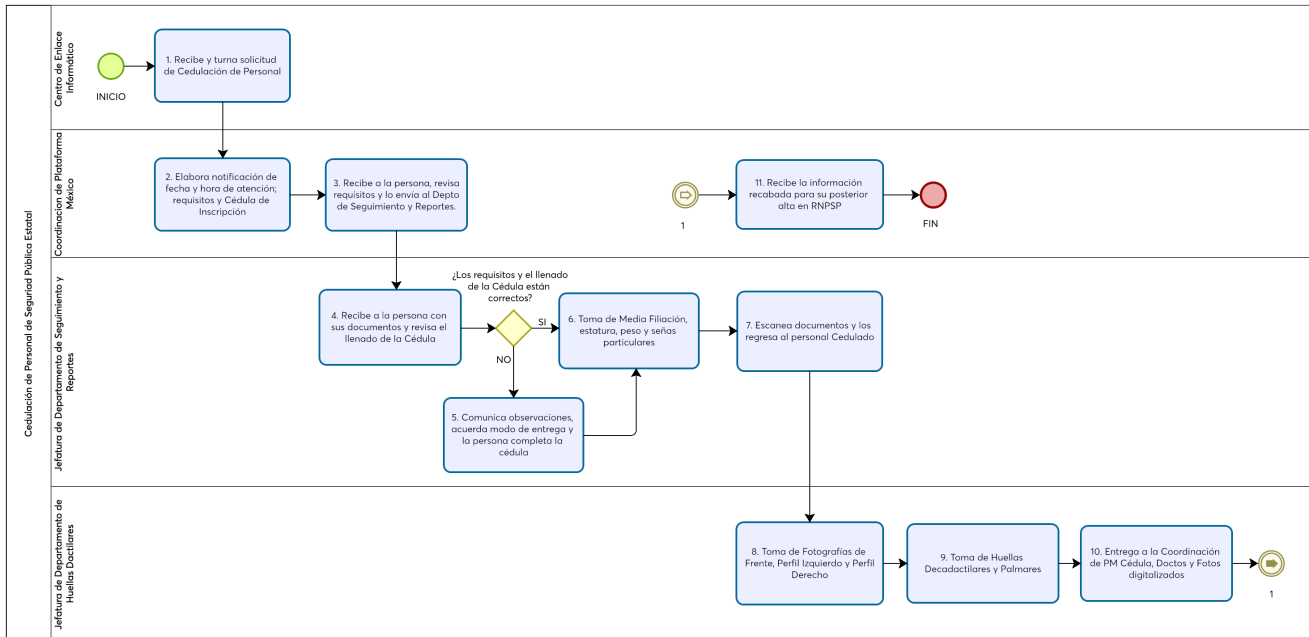 Cedulación de Personal de Seguriad Pública Estatal
Centro de Enlace
Informático
INICIO
1. Recibe y turna solicitud
de Cedulación de Personal
Coordinacion de Plataforma
México
2. Elabora notificación de
fecha y hora de atención;
requisitos y Cédula de
Inscripción
3. Recibe a la persona, revisa
requisitos y lo envía al Depto
de Seguimiento y Reportes.
1
11. Recibe la información
recabada para su posterior
alta en RNPSP
FIN
Jefatura de Departamento de Seguimiento y
Reportes
4. Recibe a la persona con
sus documentos y revisa el
llenado de la Cédula
¿Los requisitos y el llenado
de la Cédula están
correctos?
SI
NO
5. Comunica observaciones,
acuerda modo de entrega y
la persona completa la
cédula
6. Toma de Media Filiación,
estatura, peso y señas
particulares
7. Escanea documentos y los
regresa al personal Cedulado
Jefatura de Departamento de
Huellas Dactilares
8. Toma de Fotografías de
Frente, Perfil Izquierdo y Perfil
Derecho
9. Toma de Huellas
Decadactilares y Palmares
10. Entrega a la Coordinación
de PM Cédula, Doctos y Fotos
digitalizados
1